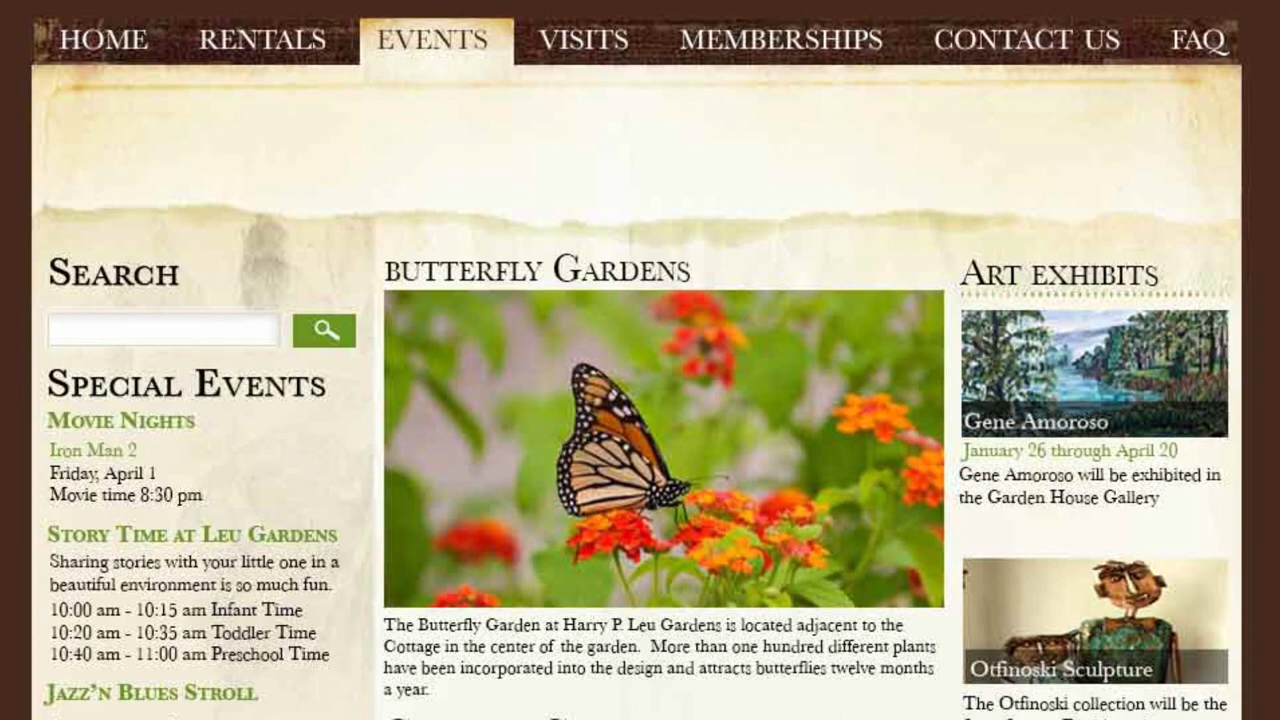 HOME RENTALS EVENTS VISITS MEMBERSHIPS CONTACT US FAQ
SEARCH
SPECIAL EVENTS
MOVIE NIGHTS
Iron Man 2
Friday, April 1
Movie time 8:30 pm
STORY TIME AT LEU GARDENS
Sharing stories with your little one in a
beautiful environment is so much fun.
10:00 am - 10:15 am Infant Time
10:20 am - 10:35 am Toddler Time
10:40 am - 11:00 am Preschool Time
JAZZ'N BLUES STROLL
BUTTERFLY GARDENS
The Butterfly Garden at Harry P. Leu Gardens is located adjacent to the
Cottage in the center of the garden. More than one hundred different plants
have been incorporated into the design and attracts butterflies twelve months
a year.
ART EXHIBITS
Gene Amoroso
January 26 through April 20
Gene Amoroso will be exhibited in
the Garden House Gallery
Otfinoski Sculpture
The Otfinoski collection will be the